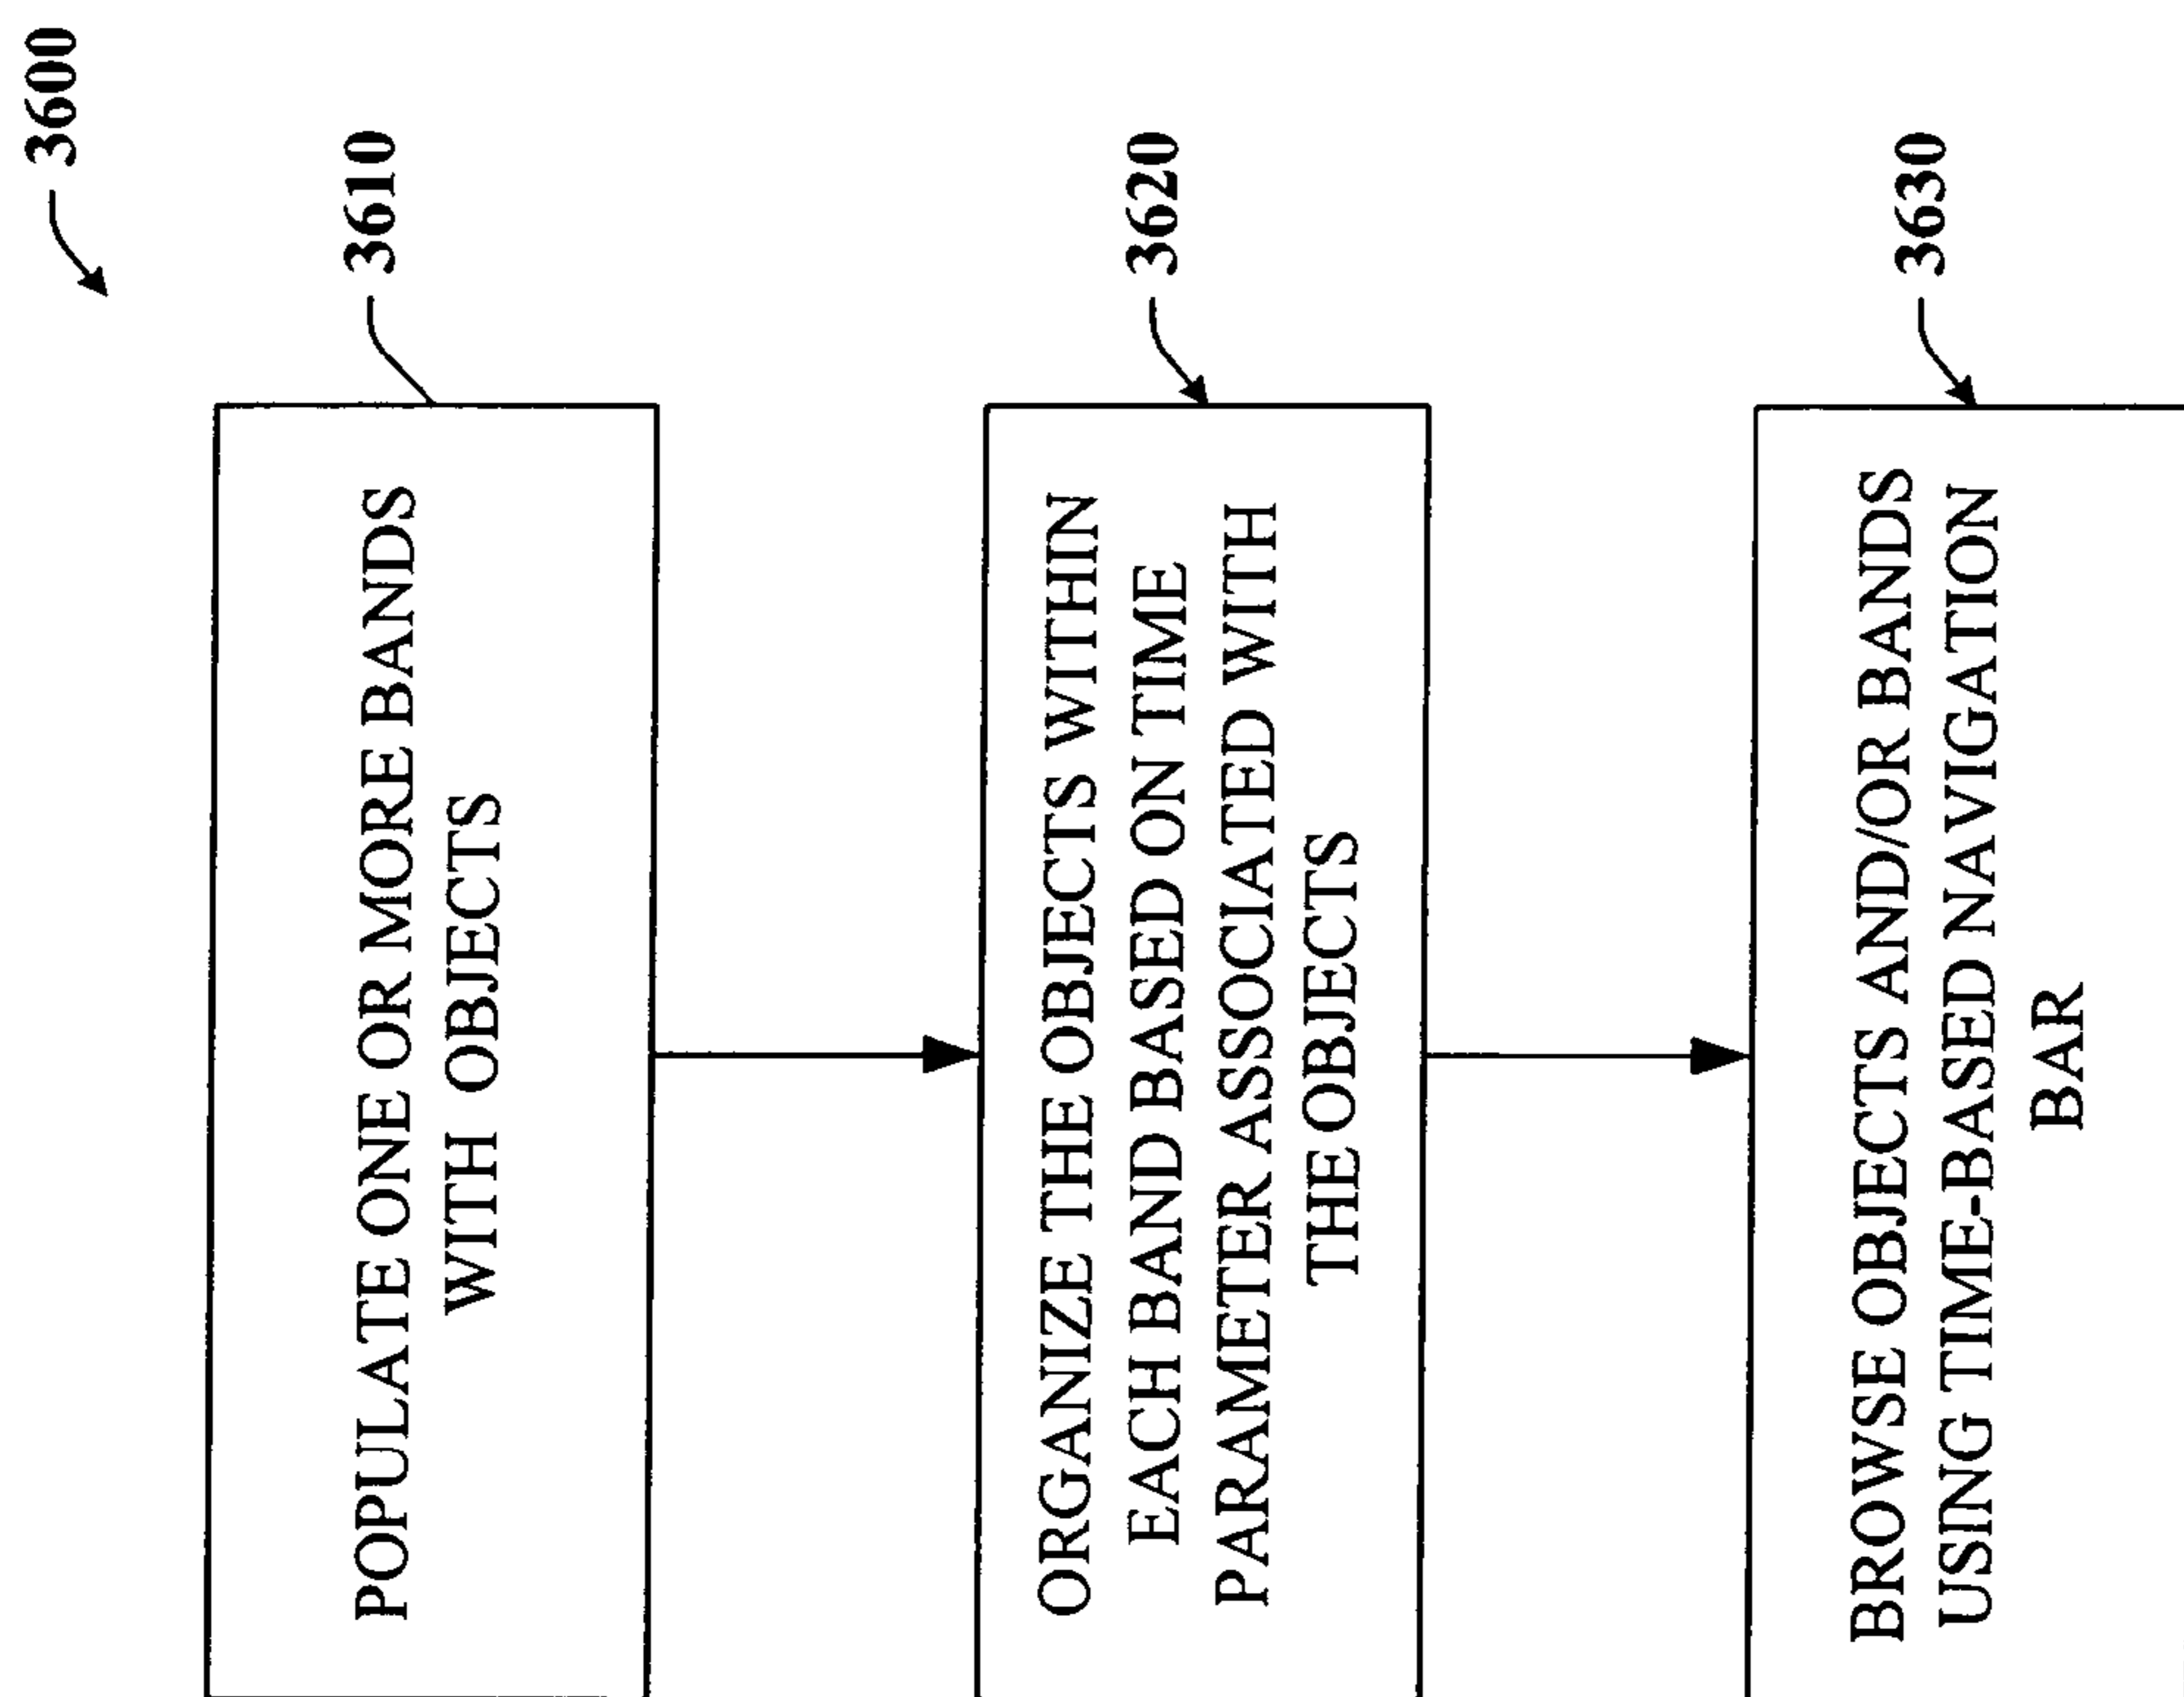 3600
3610
POPULATE ONE OR MORE BANDS
WITH OBJECTS
3620
ORGANIZE THE OBJECTS WITHIN
EACH BAND BASED ON TIME
PARAMETER ASSOCIATED WITH
THE OBJECTS
3630
BROWSE OBJECTS AND/OR BANDS
USING TIME-BASED NAVIGATION
BAR